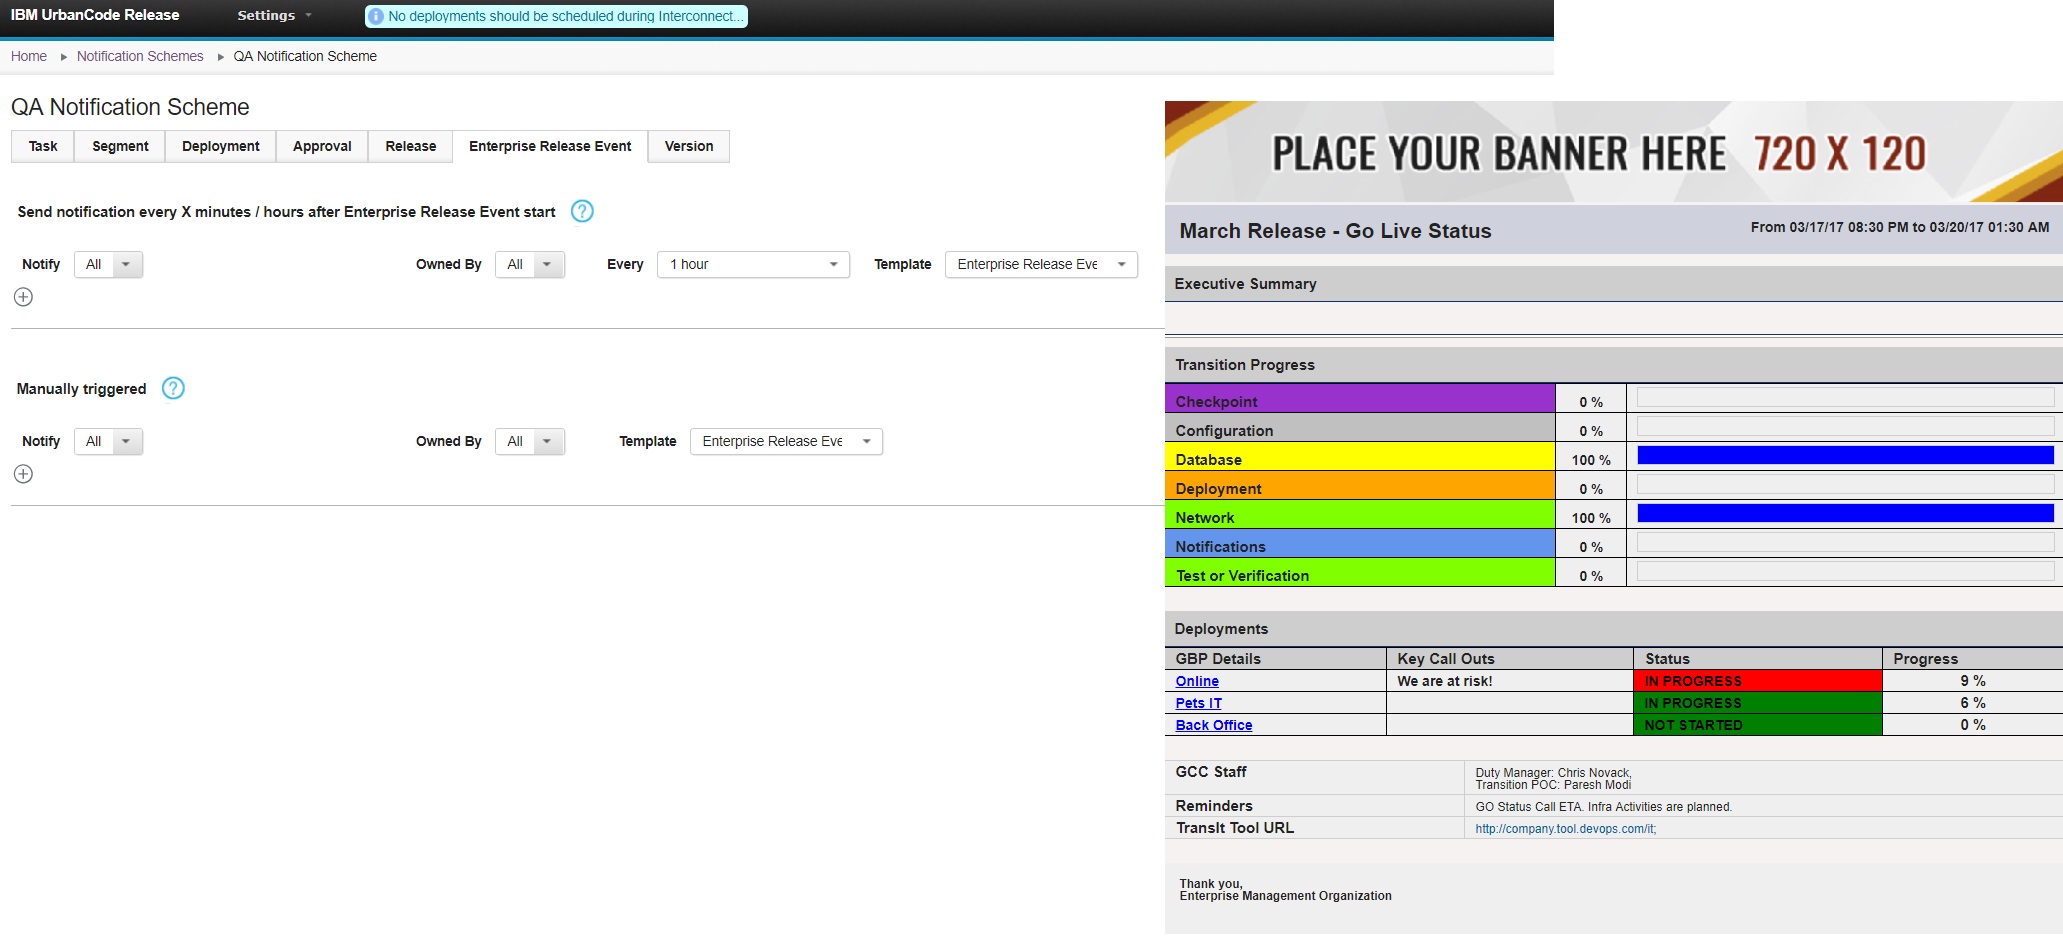 IBM UrbanCode Release Settings No deployments should be scheduled during Interconnect...
Home Notification Schemes QA Notification Scheme
QA Notification Scheme
Task Segment Deployment Approval Release Enterprise Release Event Version
Send notification every X minutes / hours after Enterprise Release Event start ?
Notify All Owned By All Every 1 hour Template Enterprise Release Eve
Manually triggered ?
Notify All Owned By All Template Enterprise Release Eve
PLACE YOUR BANNER HERE 720 X 120
March Release - Go Live Status From 03/17/17 08:30 PM to 03/20/17 01:30 AM
Executive Summary
Transition Progress
Checkpoint 0 %
Configuration 0 %
Database 100 %
Deployment 0 %
Network 100 %
Notifications 0 %
Test or Verification 0 %
Deployments
GBP Details Key Call Outs Status Progress
Online We are at risk! IN PROGRESS 9 %
Pets IT IN PROGRESS 6 %
Back Office NOT STARTED 0 %
GCC Staff Duty Manager: Chris Novack,
Transition POC: Paresh Modi
Reminders GO Status Call ETA. Infra Activities are planned.
TransIt Tool URL http://company.tool.devops.com/it;
Thank you,
Enterprise Management Organization